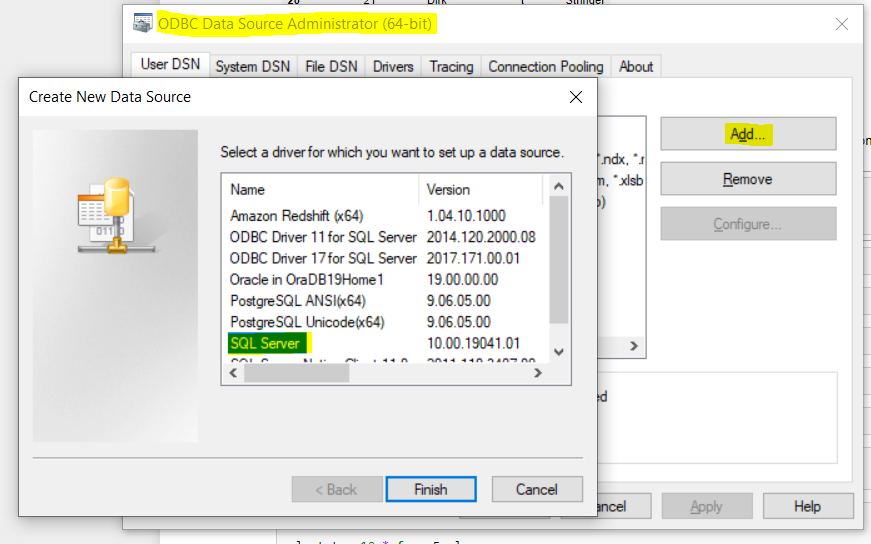 20 21 Dirk Stringer
ODBC Data Source Administrator (64-bit)
User DSN System DSN File DSN Drivers Tracing Connection Pooling About
Create New Data Source
Select a driver for which you want to set up a data source.
Name Version
Amazon Redshift (x64) 1.04.10.1000
ODBC Driver 11 for SQL Server 2014.120.2000.08
ODBC Driver 17 for SQL Server 2017.171.00.01
Oracle in OraDB19Home1 19.00.00.00
PostgreSQL ANSI(x64) 9.06.05.00
PostgreSQL Unicode(x64) 9.06.05.00
SQL Server 10.00.19041.01
< Back Finish Cancel
*.ndx, *.r
m, *.xlsb
Add...
Remove
Configure...
ancel Apply Help